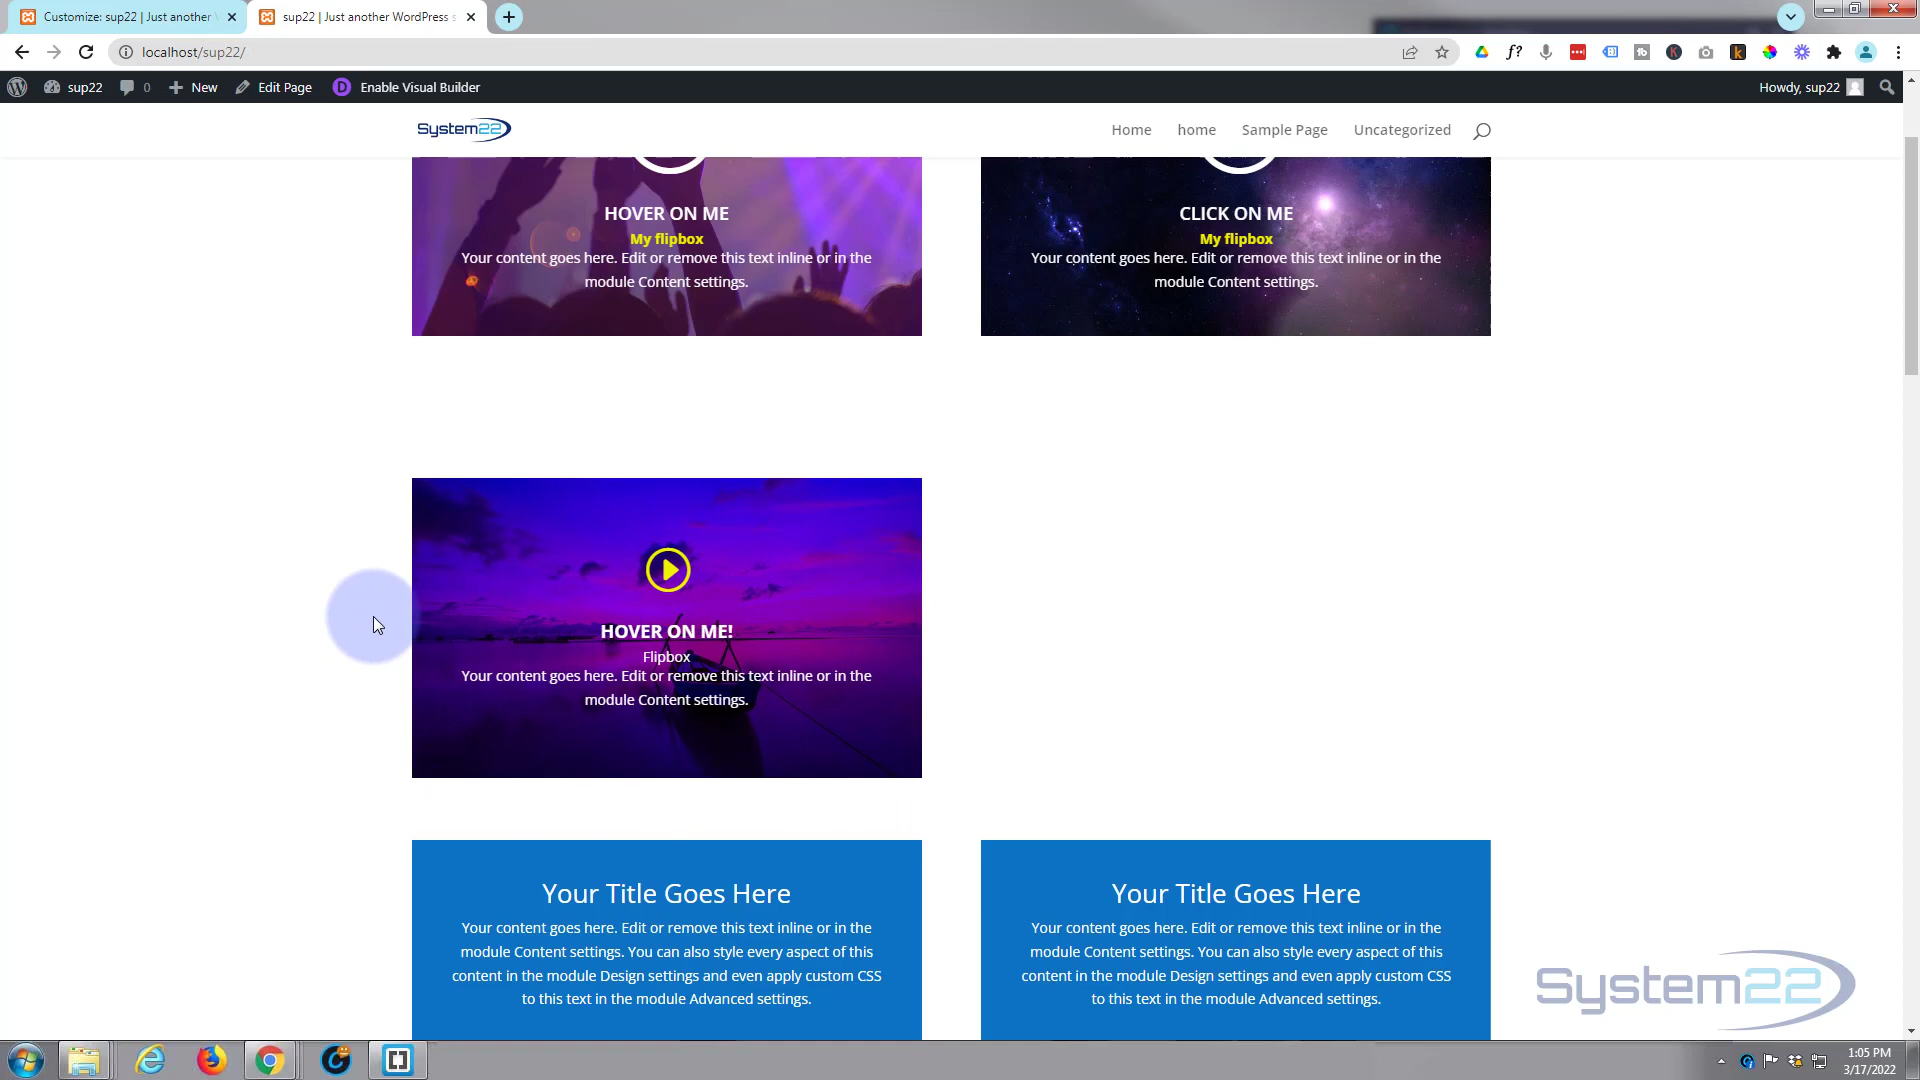 Customize: sup22 | Just another
sup22 | Just another WordPress s
localhost/sup22/
sup22
0
New
Edit Page
Enable Visual Builder
Howdy, sup22
System22
Home
home
Sample Page
Uncategorized
HOVER ON ME
My flipbox
Your content goes here. Edit or remove this text inline or in the
module Content settings.
CLICK ON ME
My flipbox
Your content goes here. Edit or remove this text inline or in the
module Content settings.
HOVER ON ME!
Flipbox
Your content goes here. Edit or remove this text inline or in the
module Content settings.
Your Title Goes Here
Your content goes here. Edit or remove this text inline or in the
module Content settings. You can also style every aspect of this
content in the module Design settings and even apply custom CSS
to this text in the module Advanced settings.
Your Title Goes Here
Your content goes here. Edit or remove this text inline or in the
module Content settings. You can also style every aspect of this
content in the module Design settings and even apply custom CSS
to this text in the module Advanced settings.
System22
1:05 PM
3/17/2022